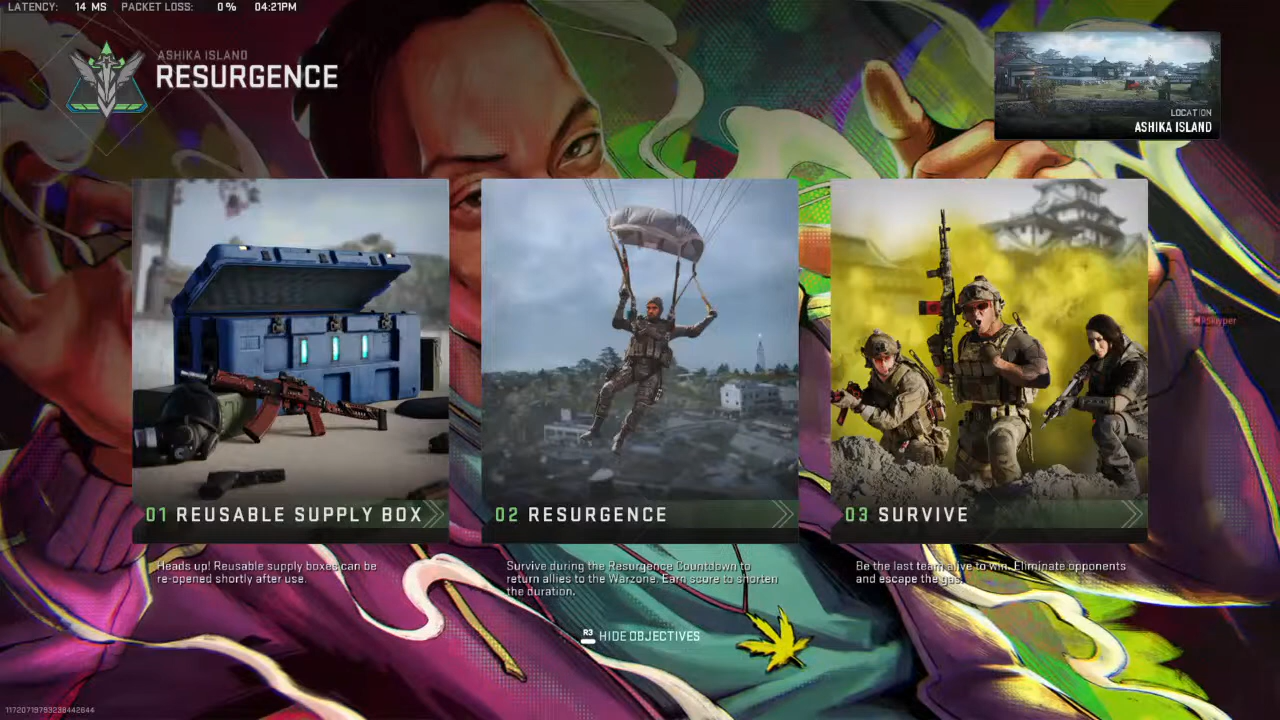 LATENCY: 14 MS PACKET LOSS: 0 % 04:21PM
ASHIKA ISLAND
RESURGENCE
LOCATION
ASHIKA ISLAND
01 REUSABLE SUPPLY BOX
Heads up! Reusable supply boxes can be
re-opened shortly after use.
02 RESURGENCE
Survive during the Resurgence Countdown to
return allies to the Warzone. Earn score to shorten
the duration.
03 SURVIVE
Be the last team alive to win. Eliminate opponents
and escape the gas.
R3 HIDE OBJECTIVES